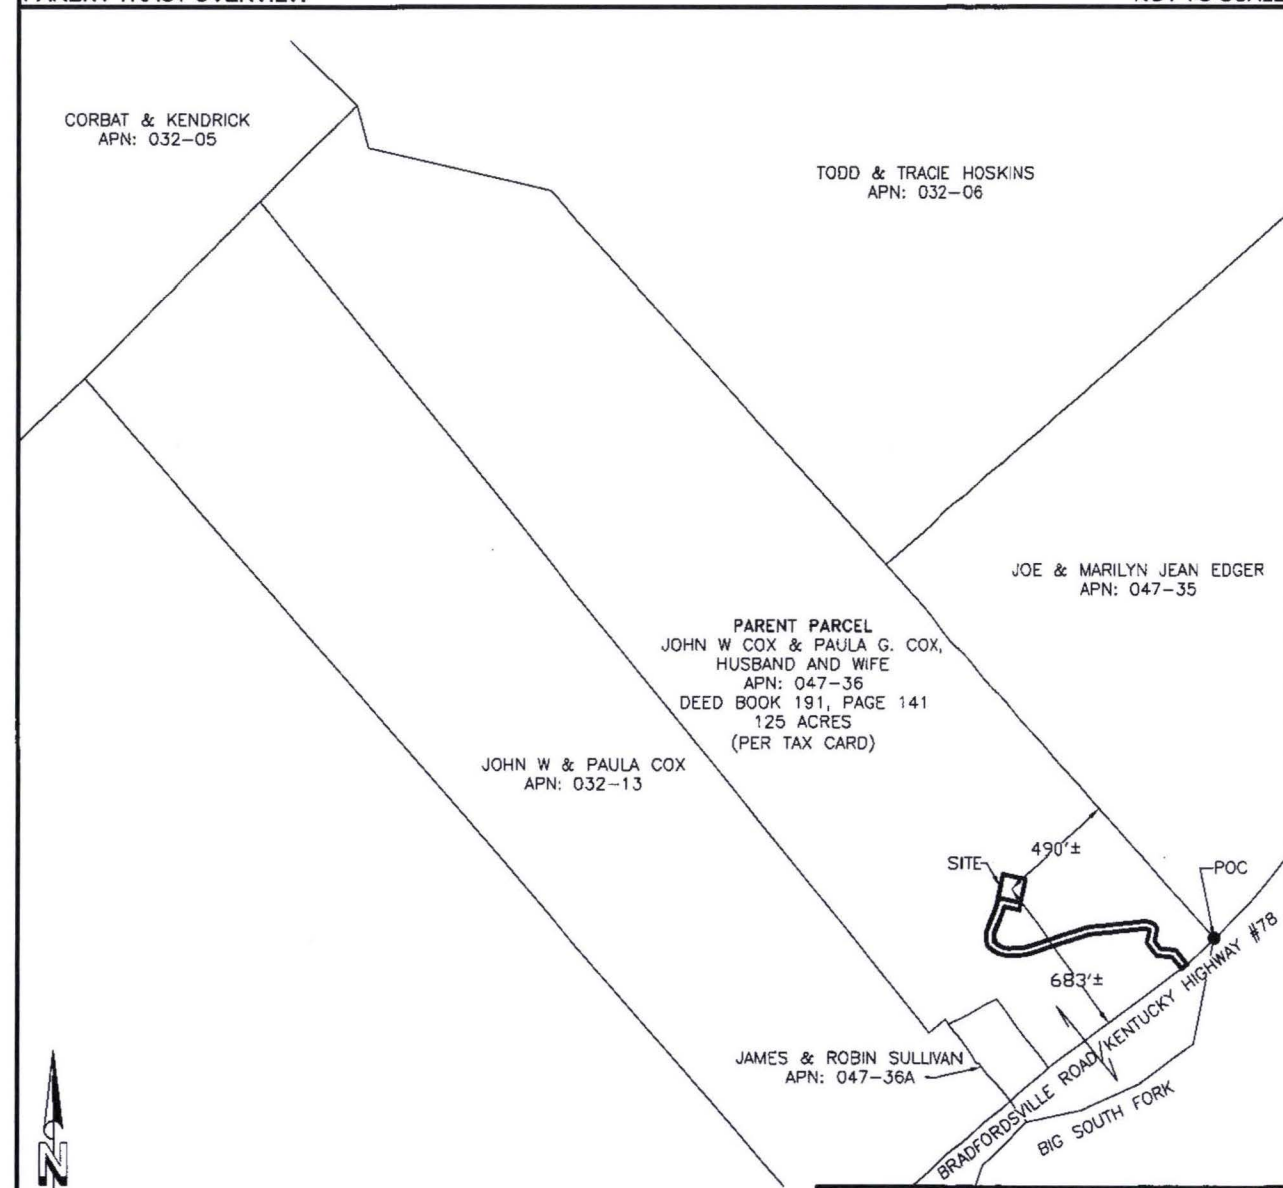 CORBAT & KENDRICK
APN: 032-05
TODD & TRACIE HOSKINS
APN: 032-06
JOE & MARILYN JEAN EDGER
APN: 047-35
PARENT PARCEL
JOHN W COX & PAULA G. COX,
HUSBAND AND WIFE
APN: 047-36
DEED BOOK 191, PAGE 141
125 ACRES
(PER TAX CARD)
JOHN W & PAULA COX
APN: 032-13
490'±
SITE
POC
683'±
JAMES & ROBIN SULLIVAN
APN: 047-36A
BRADFORDSVILLE ROAD/KENTUCKY HIGHWAY #78
BIG SOUTH FORK
N